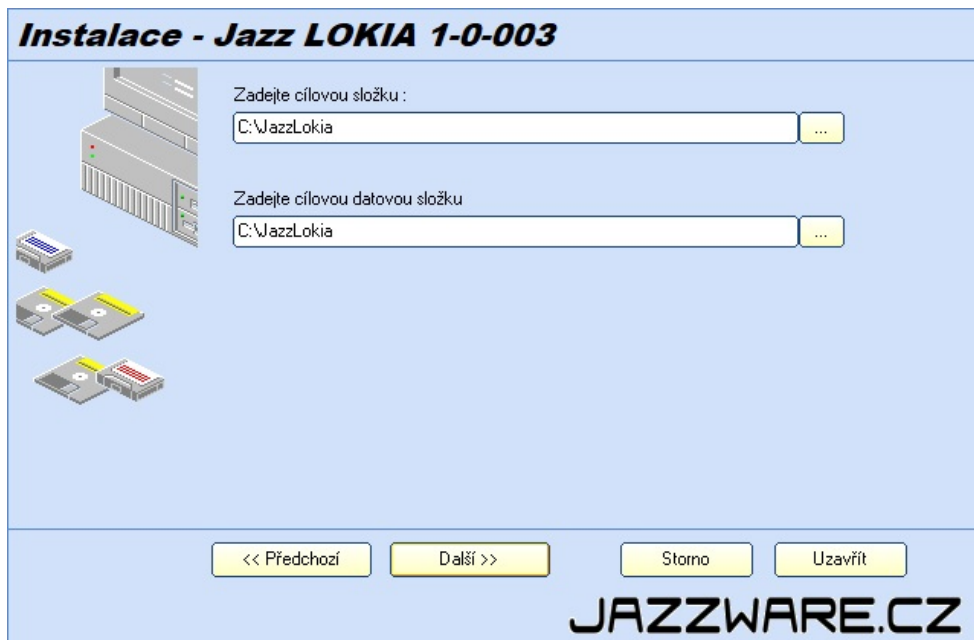 Instalace - Jazz LOKIA 1-0-003
Zadejte cílovou složku :
C:\JazzLokia
...
Zadejte cílovou datovou složku
C:\JazzLokia
...
<< Předchozí
Další >>
Storno
Uzavřít
JAZZWARE.CZ